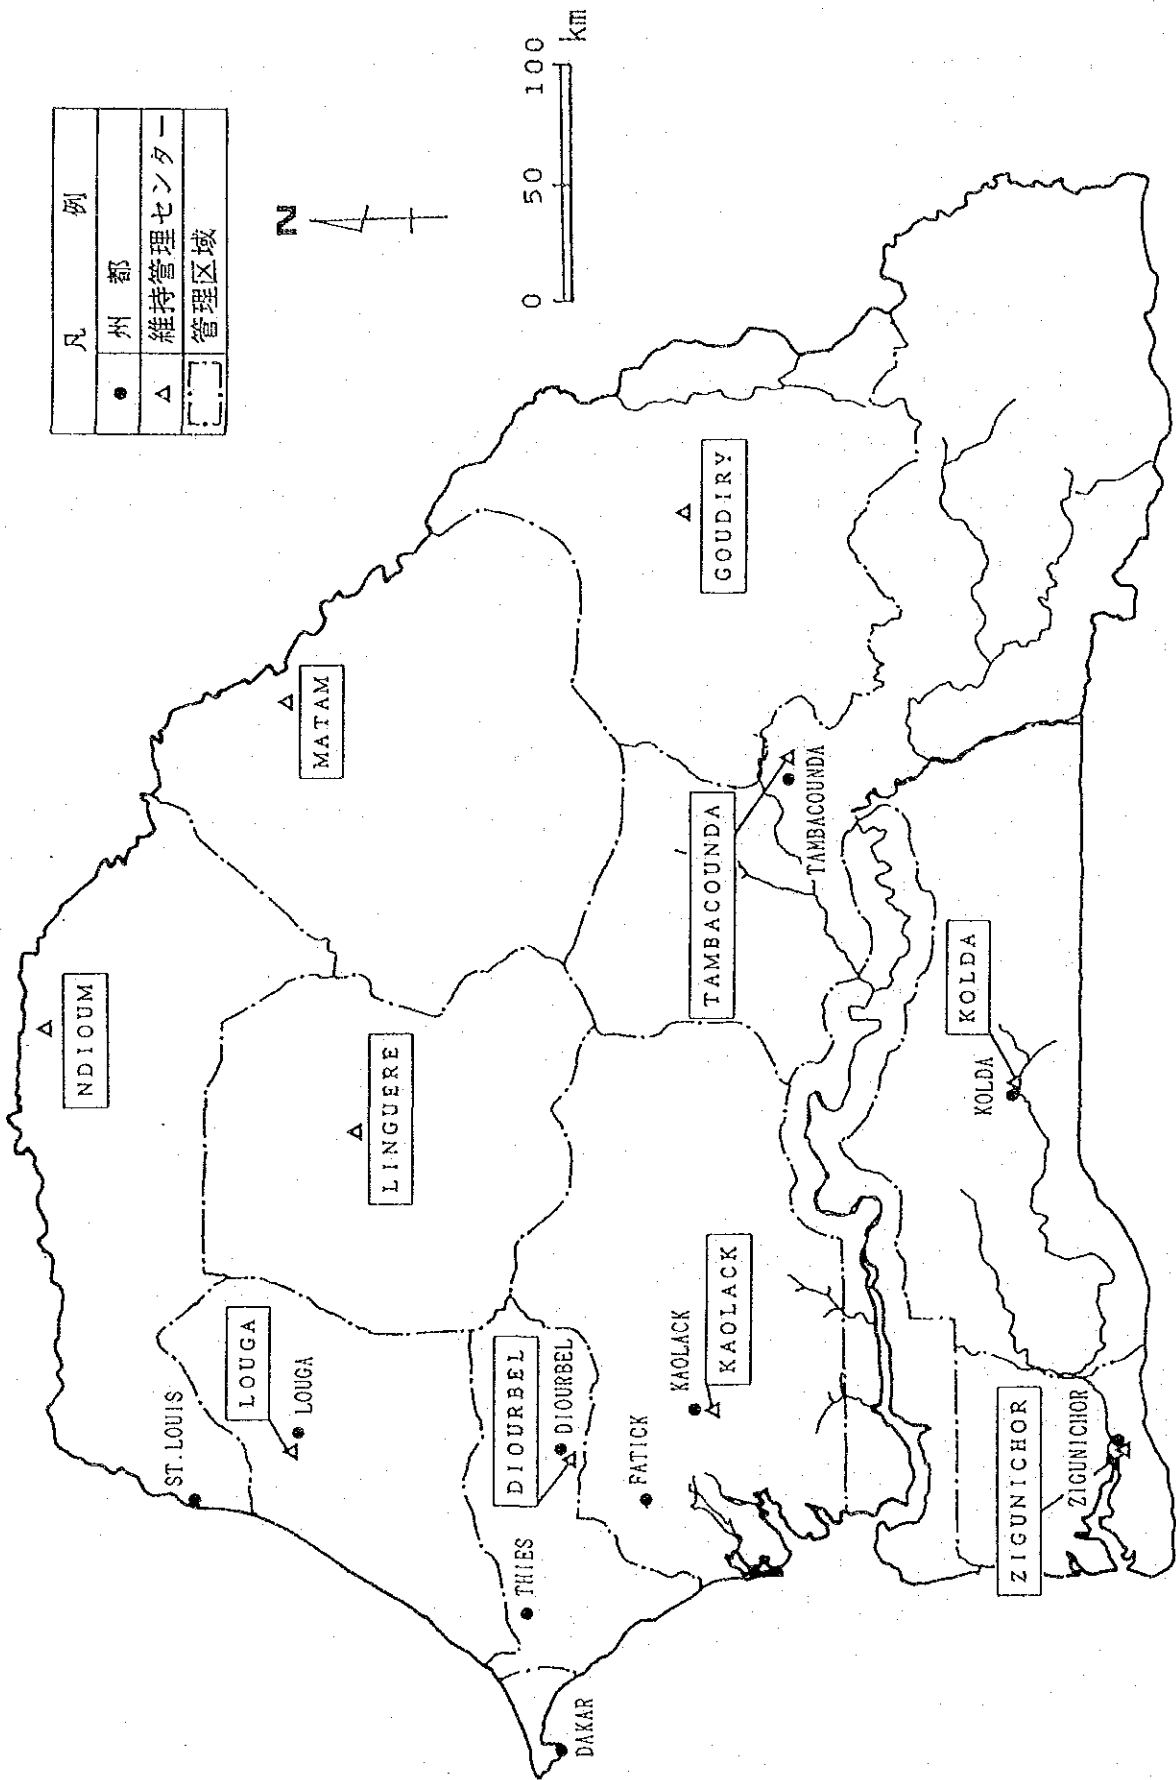 凡例
● 州都
△ 維持管理センター
管理区域
N
0 50 100
km
NDIOUM
MATAM
LINGUERE
LOUGA
LOUGA
ST.LOUIS
DIOURBEL
DIOURBEL
THIES
DAKAR
FATICK
KAOLACK
KAOLACK
TAMBACOUNDA
TAMBACOUNDA
GOUDIRY
KOLDA
KOLDA
ZIGUNICHOR
ZIGUNICHOR